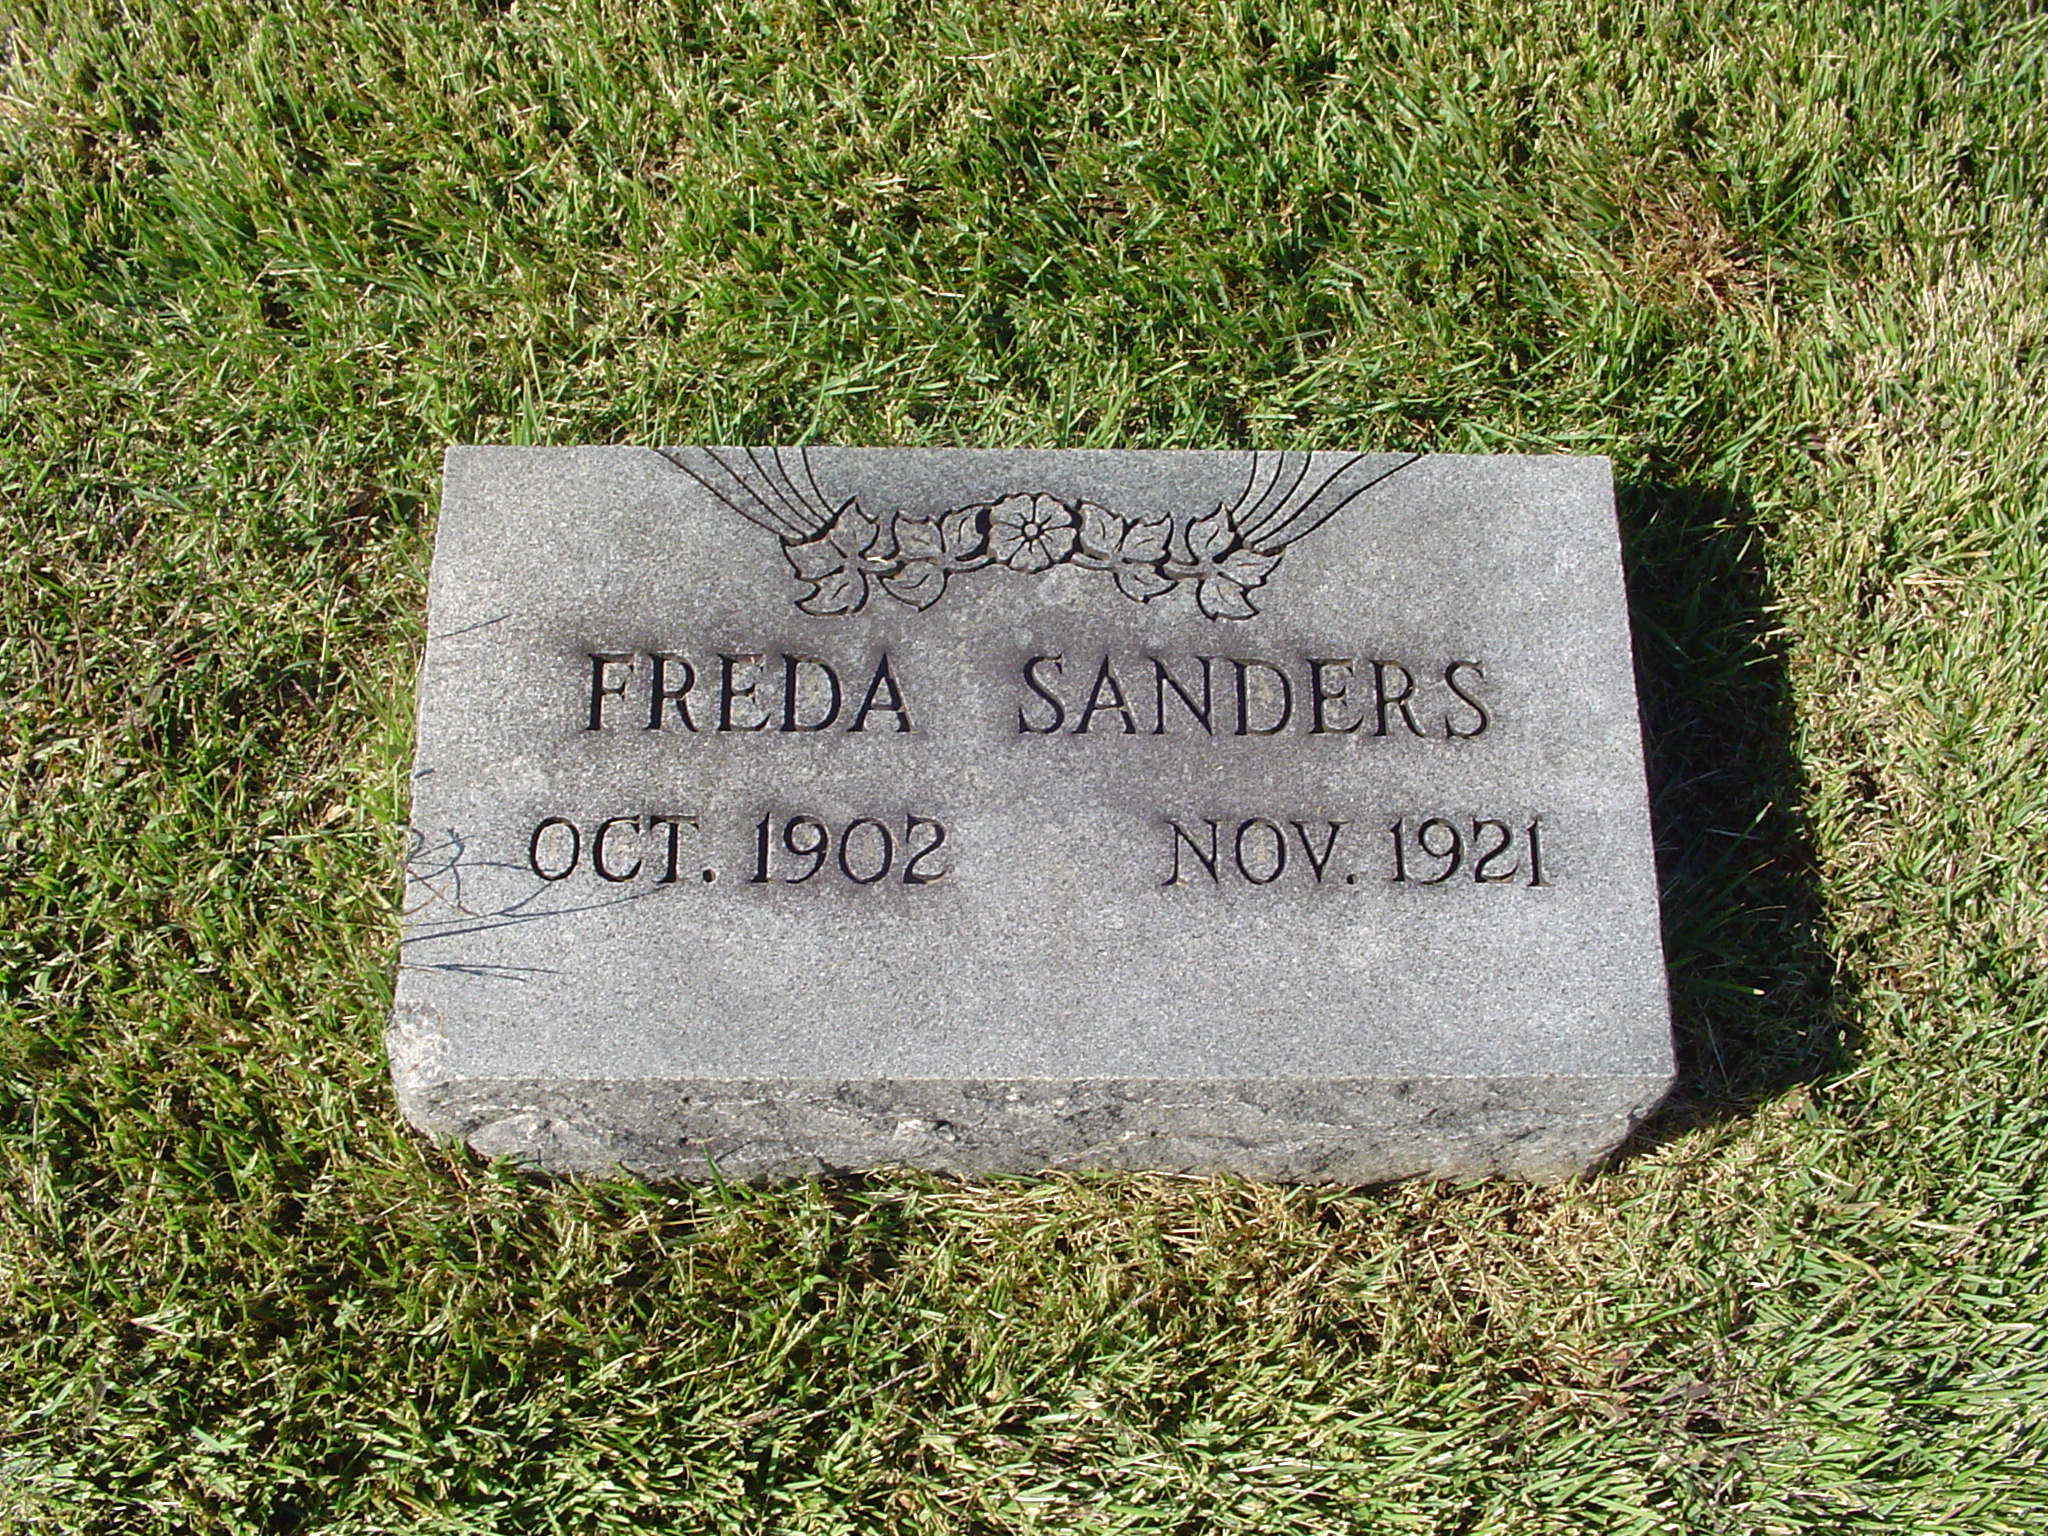 FREDA SANDERS
OCT. 1902 NOV. 1921